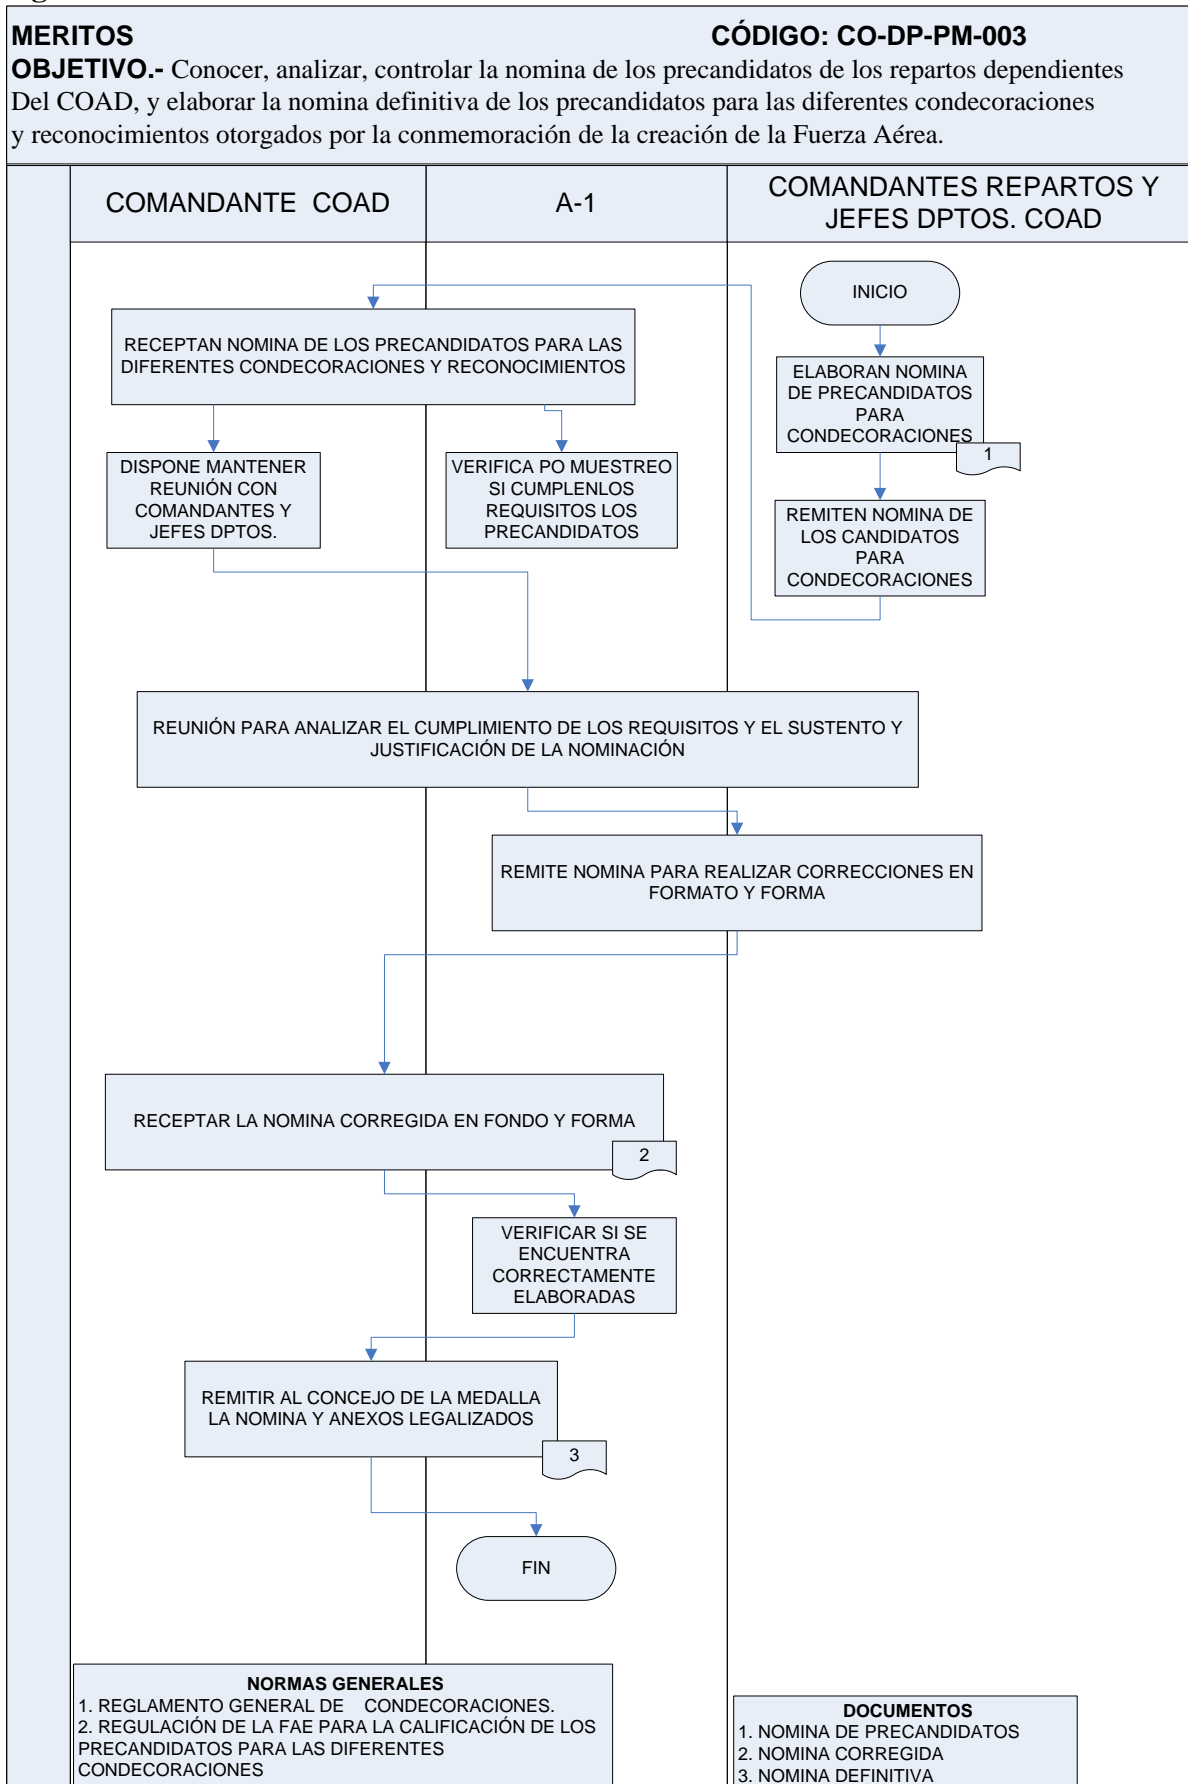 MERITOS CÓDIGO: CO-DP-PM-003
OBJETIVO.- Conocer, analizar, controlar la nomina de los precandidatos de los repartos dependientes
Del COAD, y elaborar la nomina definitiva de los precandidatos para las diferentes condecoraciones
y reconocimientos otorgados por la conmemoración de la creación de la Fuerza Aérea.
COMANDANTE COAD
A-1
COMANDANTES REPARTOS Y
JEFES DPTOS. COAD
INICIO
ELABORAN NOMINA
DE PRECANDIDATOS
PARA
CONDECORACIONES
1
REMITEN NOMINA DE
LOS CANDIDATOS
PARA
CONDECORACIONES
RECEPTAN NOMINA DE LOS PRECANDIDATOS PARA LAS
DIFERENTES CONDECORACIONES Y RECONOCIMIENTOS
DISPONE MANTENER
REUNIÓN CON
COMANDANTES Y
JEFES DPTOS.
VERIFICA PO MUESTREO
SI CUMPLENLOS
REQUISITOS LOS
PRECANDIDATOS
REUNIÓN PARA ANALIZAR EL CUMPLIMIENTO DE LOS REQUISITOS Y EL SUSTENTO Y
JUSTIFICACIÓN DE LA NOMINACIÓN
REMITE NOMINA PARA REALIZAR CORRECCIONES EN
FORMATO Y FORMA
RECEPTAR LA NOMINA CORREGIDA EN FONDO Y FORMA
2
VERIFICAR SI SE
ENCUENTRA
CORRECTAMENTE
ELABORADAS
REMITIR AL CONCEJO DE LA MEDALLA
LA NOMINA Y ANEXOS LEGALIZADOS
3
FIN
NORMAS GENERALES
1. REGLAMENTO GENERAL DE CONDECORACIONES.
2. REGULACIÓN DE LA FAE PARA LA CALIFICACIÓN DE LOS
PRECANDIDATOS PARA LAS DIFERENTES
CONDECORACIONES
DOCUMENTOS
1. NOMINA DE PRECANDIDATOS
2. NOMINA CORREGIDA
3. NOMINA DEFINITIVA